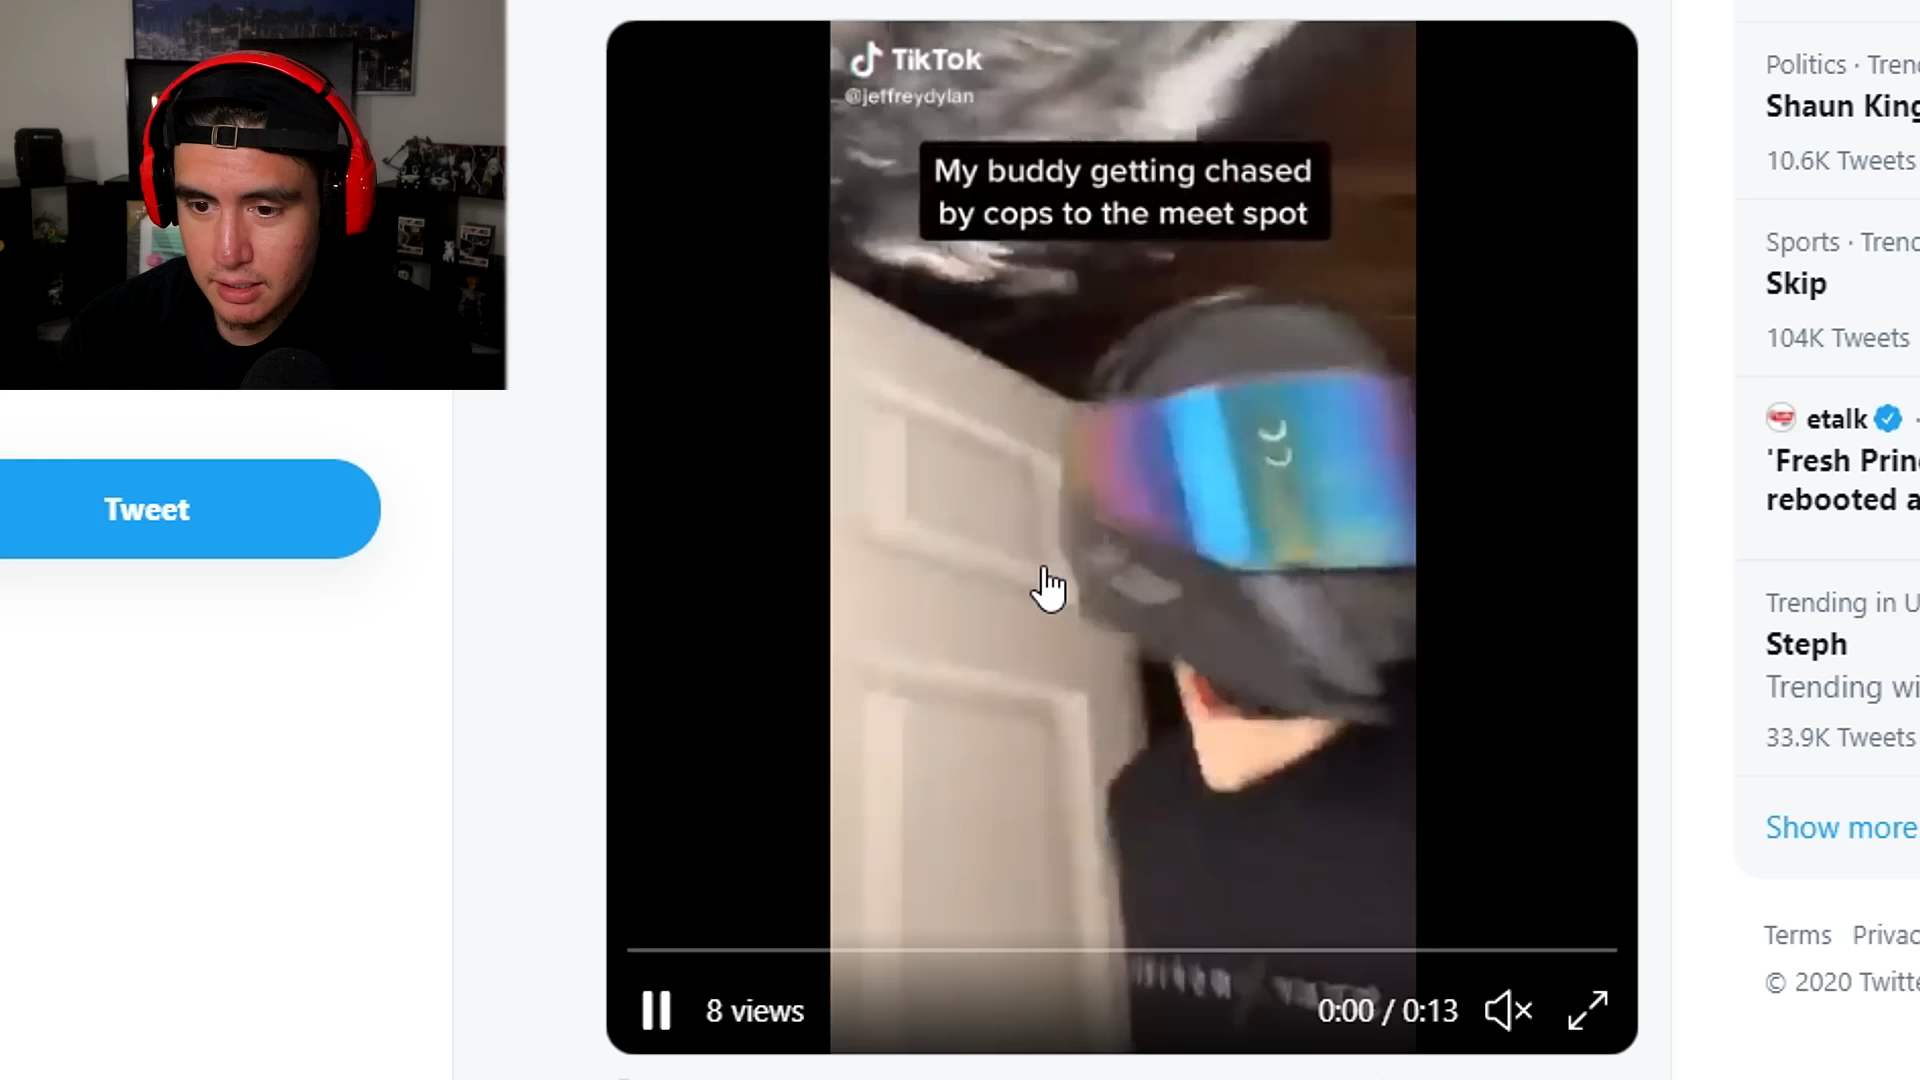 TikTok
@jeffreydylan
My buddy getting chased
by cops to the meet spot
8 views
0:00 / 0:13
Tweet
Politics · Tren
Shaun King
10.6K Tweets
Sports · Trend
Skip
104K Tweets
etalk
'Fresh Prin
rebooted a
Trending in U
Steph
Trending wi
33.9K Tweets
Show more
Terms Privac
© 2020 Twitte